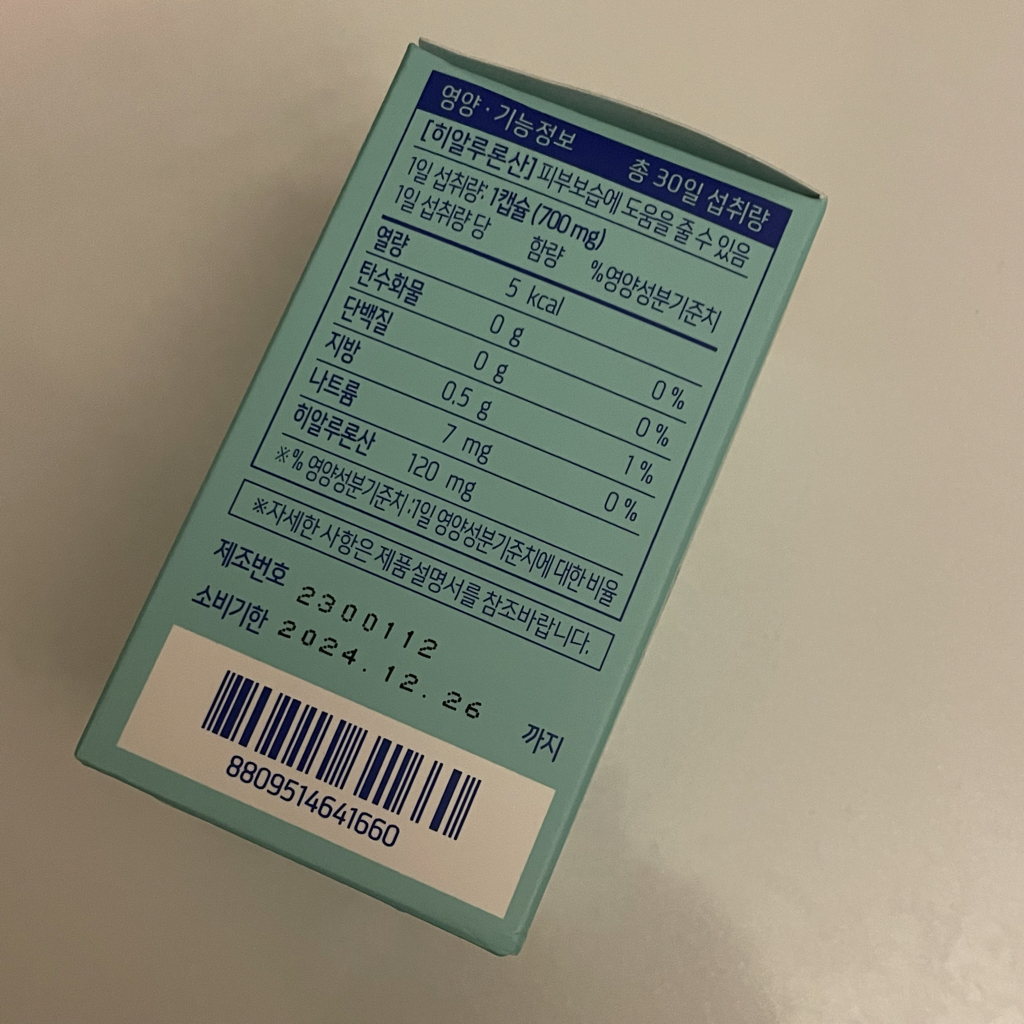 영양·기능정보 총 30일 섭취량
[히알루론산] 피부보습에 도움을 줄 수 있음
1일 섭취량: 1캡슐 (700 mg)
1일 섭취량 당 함량 %영양성분기준치
열량 5 kcal
탄수화물 0 g 0 %
단백질 0 g 0 %
지방 0.5 g 1 %
나트륨 7 mg 0 %
히알루론산 120 mg
※% 영양성분기준치 :1일 영양성분기준치에 대한 비율
※자세한 사항은 제품설명서를 참조바랍니다.
제조번호 2300112
소비기한 2024.12.26 까지
8809514641660